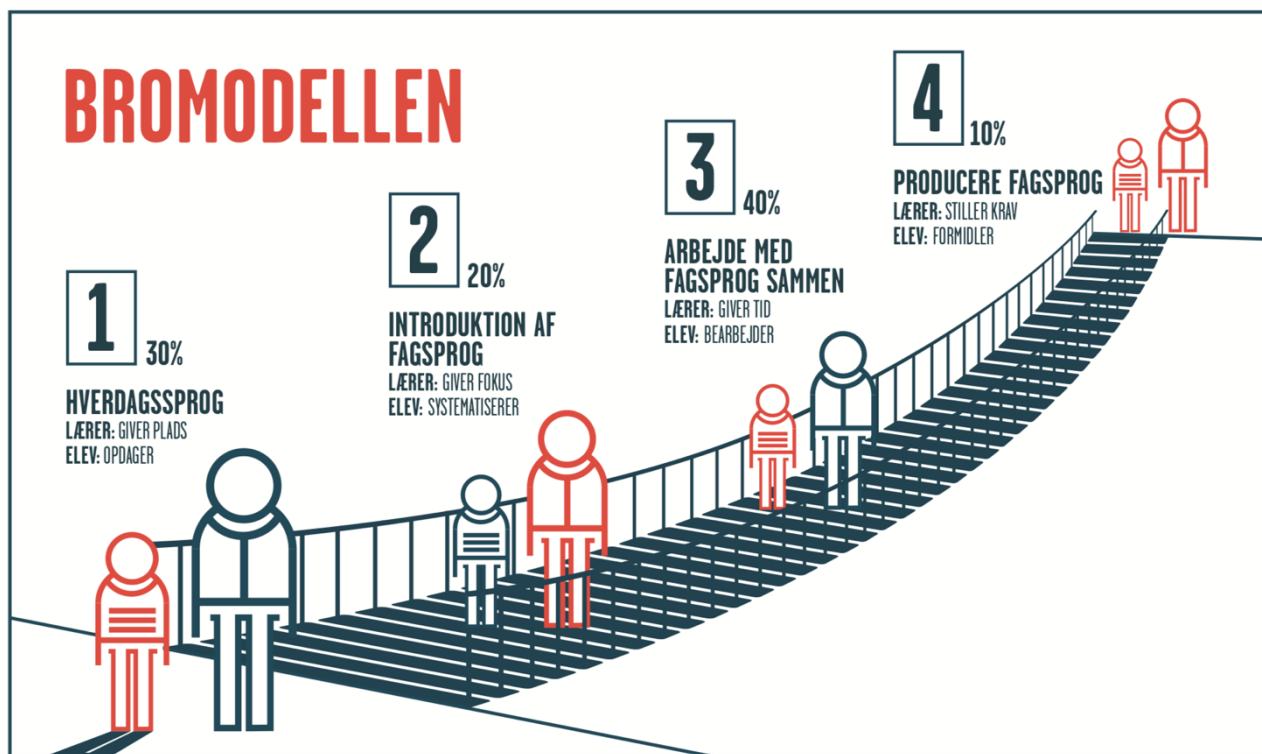 BROMODELLEN
1 30%
HVERDAGSSPROG
LÆRER: GIVER PLADS
ELEV: OPDAGER
2 20%
INTRODUKTION AF
FAGSPROG
LÆRER: GIVER FOKUS
ELEV: SYSTEMATISERER
3 40%
ARBEJDE MED
FAGSPROG SAMMEN
LÆRER: GIVER TID
ELEV: BEARBEJDER
4 10%
PRODUCERE FAGSPROG
LÆRER: STILLER KRAV
ELEV: FORMIDLER